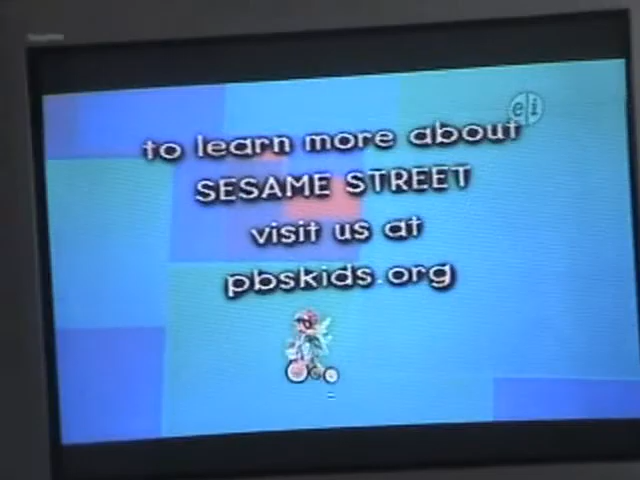 e/i
to learn more about
SESAME STREET
visit us at
pbskids.org